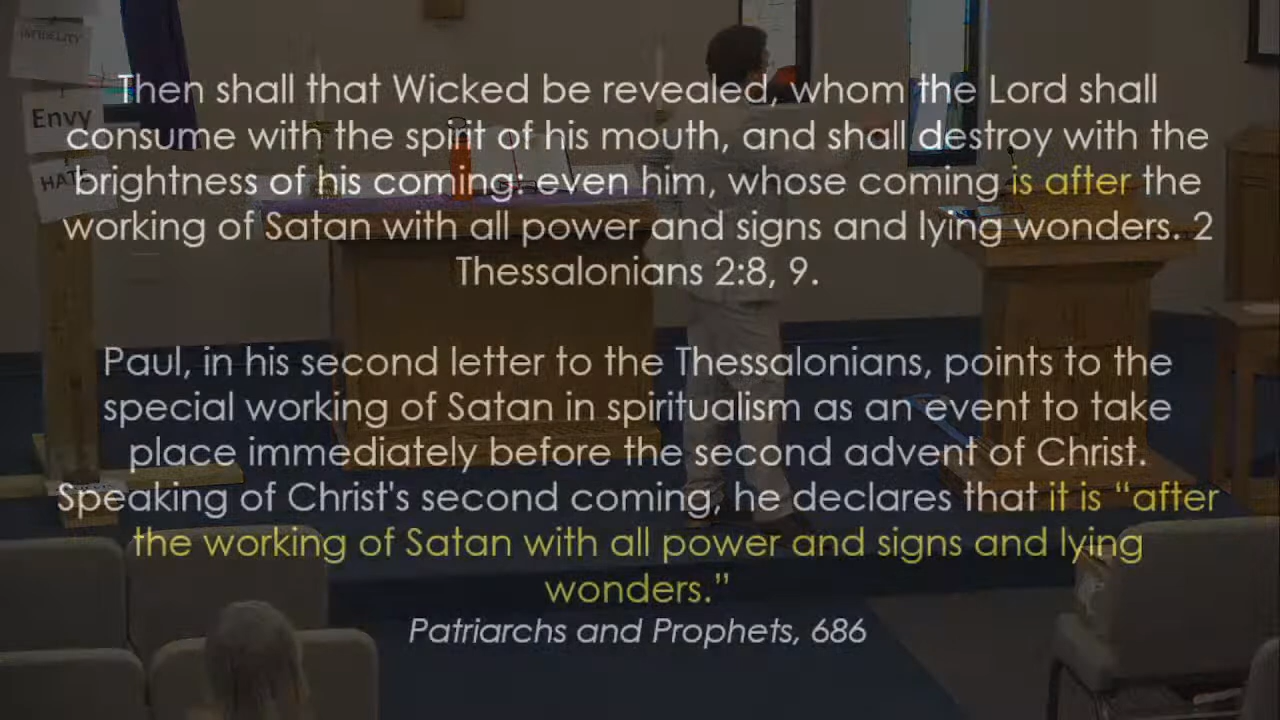 INFIDELITY
Envy
HATE
Then shall that Wicked be revealed, whom the Lord shall
consume with the spirit of his mouth, and shall destroy with the
brightness of his coming: even him, whose coming is after the
working of Satan with all power and signs and lying wonders. 2
Thessalonians 2:8, 9.
Paul, in his second letter to the Thessalonians, points to the
special working of Satan in spiritualism as an event to take
place immediately before the second advent of Christ.
Speaking of Christ's second coming, he declares that it is “after
the working of Satan with all power and signs and lying
wonders.”
Patriarchs and Prophets, 686